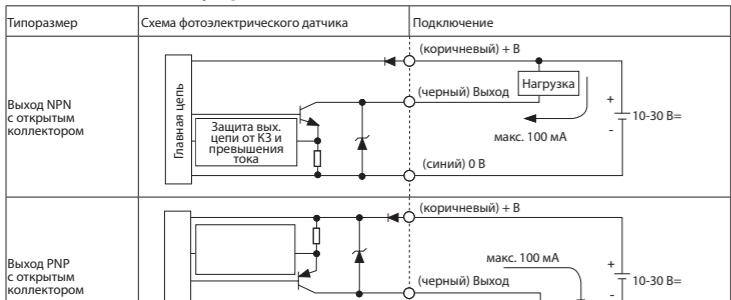 Типоразмер
Схема фотоэлектрического датчика
Подключение
Выход NPN
с открытым
коллектором
Главная цепь
Защита вых.
цепи от КЗ и
превышения
тока
(коричневый) + В
(черный) Выход
Нагрузка
макс. 100 мА
+
10-30 В=
-
(синий) 0 В
Выход PNP
с открытым
коллектором
(коричневый) + В
макс. 100 мА
(черный) Выход
+
10-30 В=
-